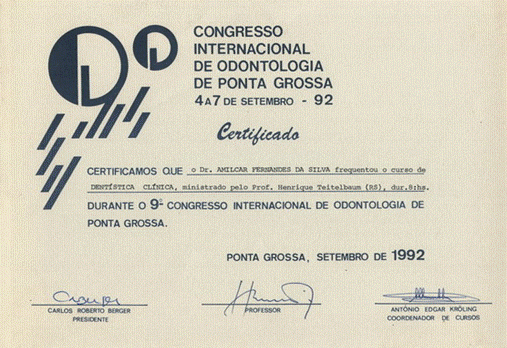 CONGRESSO
INTERNACIONAL
DE ODONTOLOGIA
DE PONTA GROSSA
4 A 7 DE SETEMBRO - 92
Certificado
CERTIFICAMOS QUE o Dr. AMILCAR FERNANDES DA SILVA frequentou o curso de
DENTÍSTICA CLÍNICA, ministrado pelo Prof. Henrique Teitelbaum (RS), dur.8:hs.
DURANTE O 9º CONGRESSO INTERNACIONAL DE ODONTOLOGIA DE
PONTA GROSSA.
PONTA GROSSA, SETEMBRO DE 1992
CARLOS ROBERTO BERGER
PRESIDENTE
PROFESSOR
ANTÔNIO EDGAR KRÖLING
COORDENADOR DE CURSOS